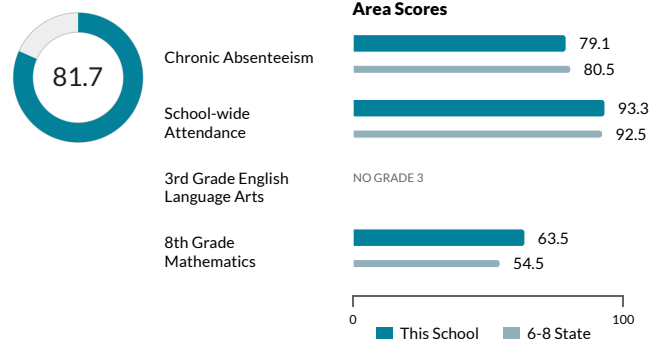 Area Scores
81.7
Chronic Absenteeism
79.1
80.5
School-wide
Attendance
93.3
92.5
3rd Grade English
Language Arts
NO GRADE 3
8th Grade
Mathematics
63.5
54.5
0
100
This School
6-8 State